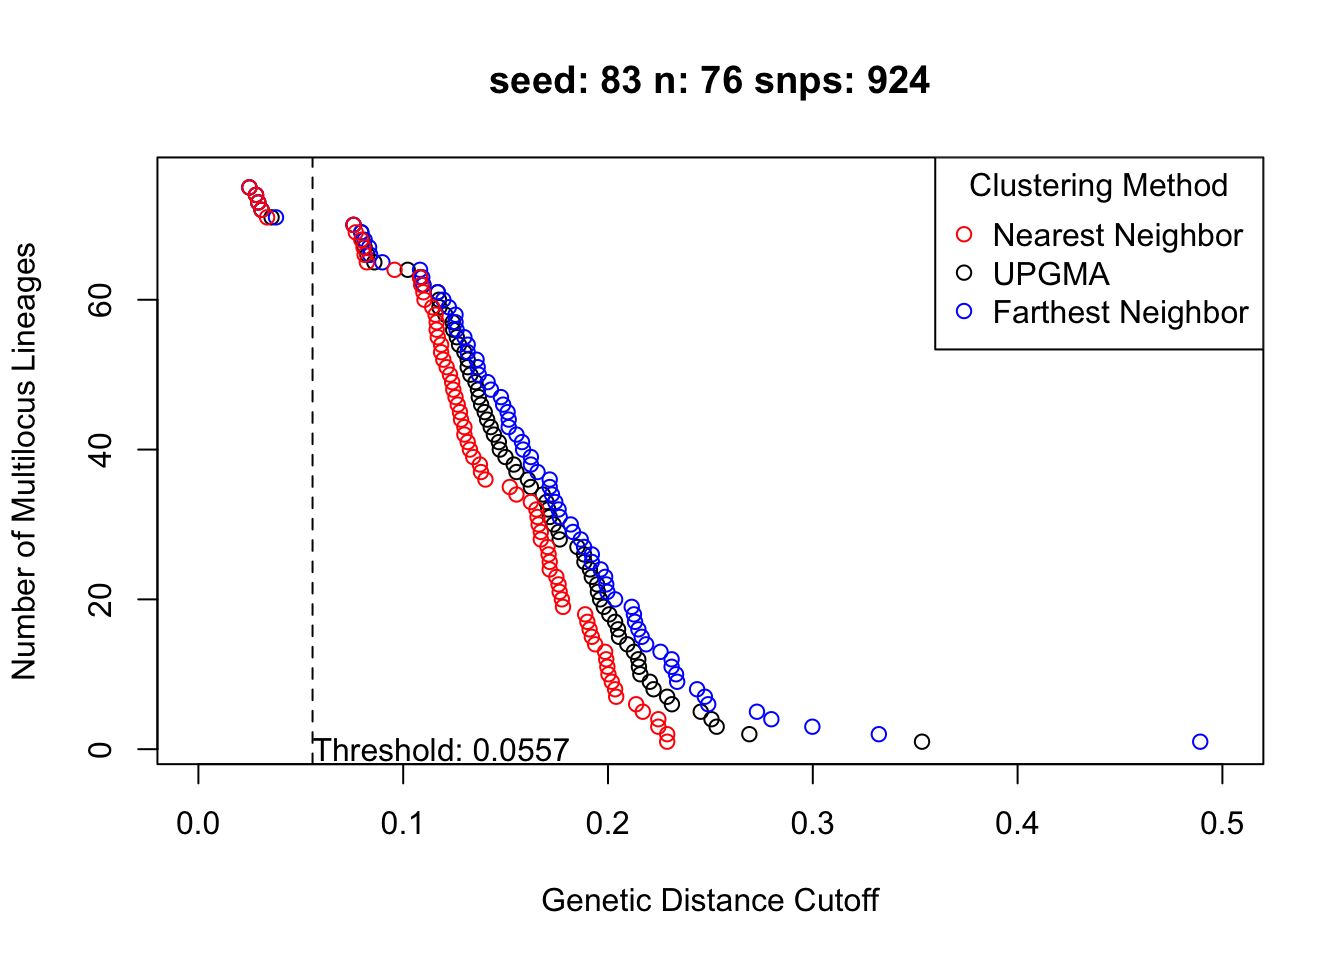 seed: 83 n: 76 snps: 924
Clustering Method
Nearest Neighbor
UPGMA
Farthest Neighbor
Number of Multilocus Lineages
60
40
20
0
Threshold: 0.0557
0.0 0.1 0.2 0.3 0.4 0.5
Genetic Distance Cutoff